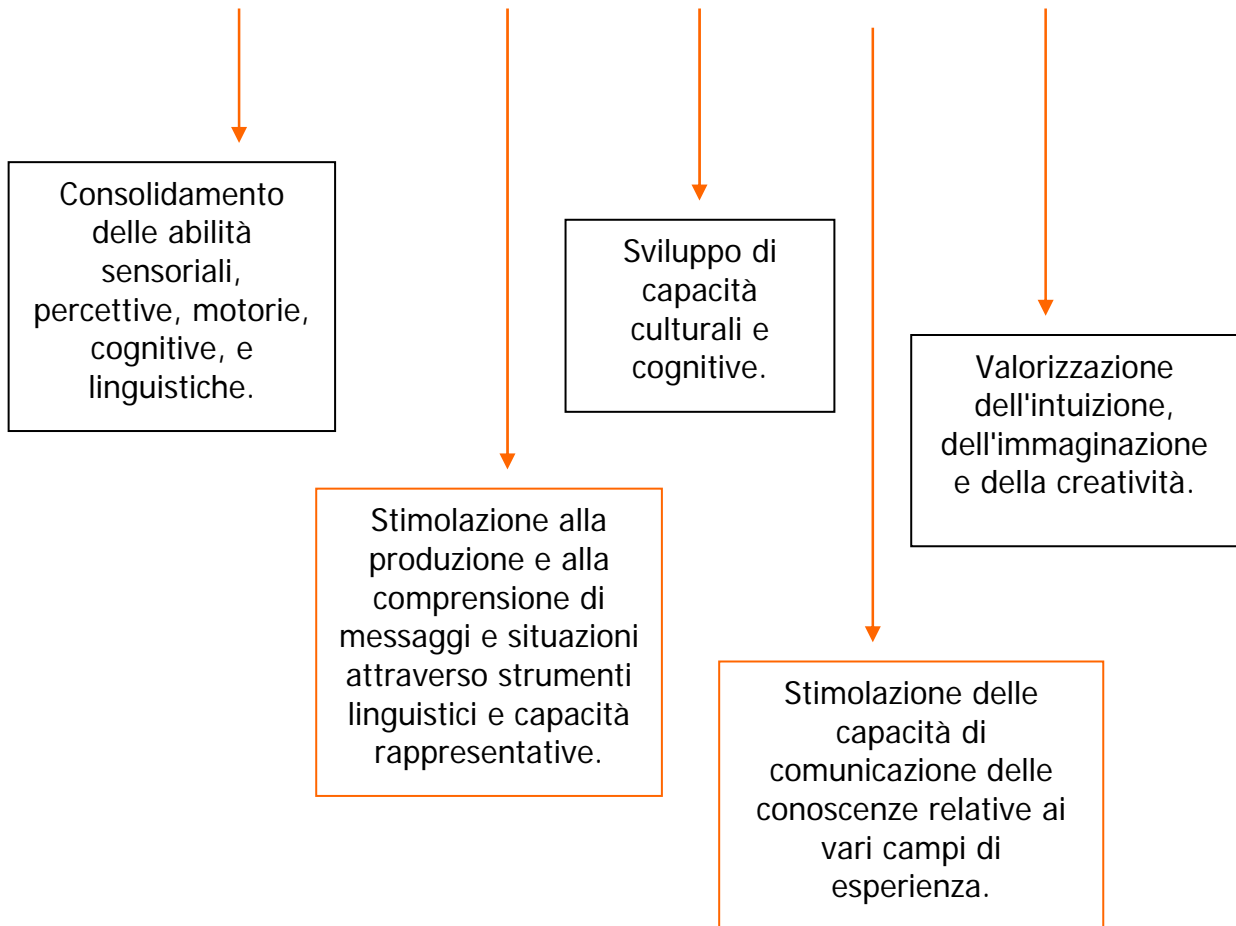 Consolidamento
delle abilità
sensoriali,
percettive, motorie,
cognitive, e
linguistiche.
Stimolazione alla
produzione e alla
comprensione di
messaggi e situazioni
attraverso strumenti
linguistici e capacità
rappresentative.
Sviluppo di
capacità
culturali e
cognitive.
Stimolazione delle
capacità di
comunicazione delle
conoscenze relative ai
vari campi di
esperienza.
Valorizzazione
dell'intuizione,
dell'immaginazione
e della creatività.